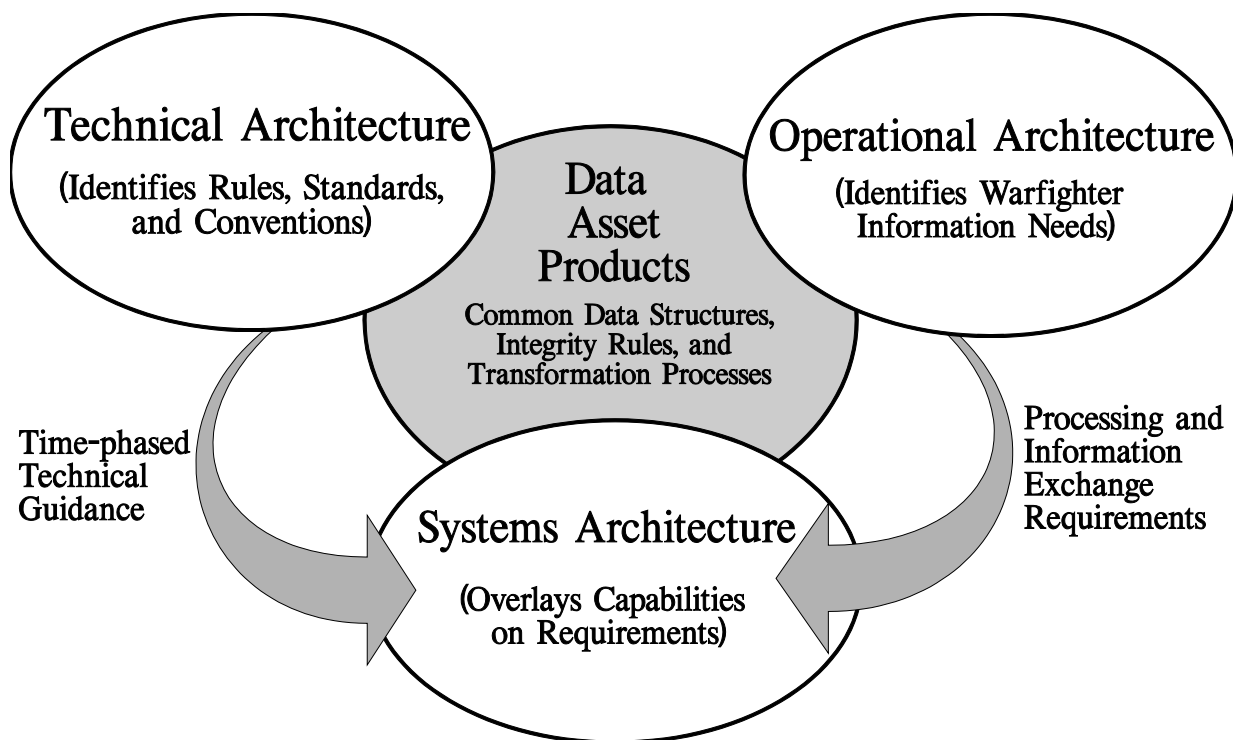 Technical Architecture
(Identifies Rules, Standards,
and Conventions)
Operational Architecture
(Identifies Warfighter
Information Needs)
Data
Asset
Products
Common Data Structures,
Integrity Rules, and
Transformation Processes
Time-phased
Technical
Guidance
Processing and
Information
Exchange
Requirements
Systems Architecture
(Overlays Capabilities
on Requirements)